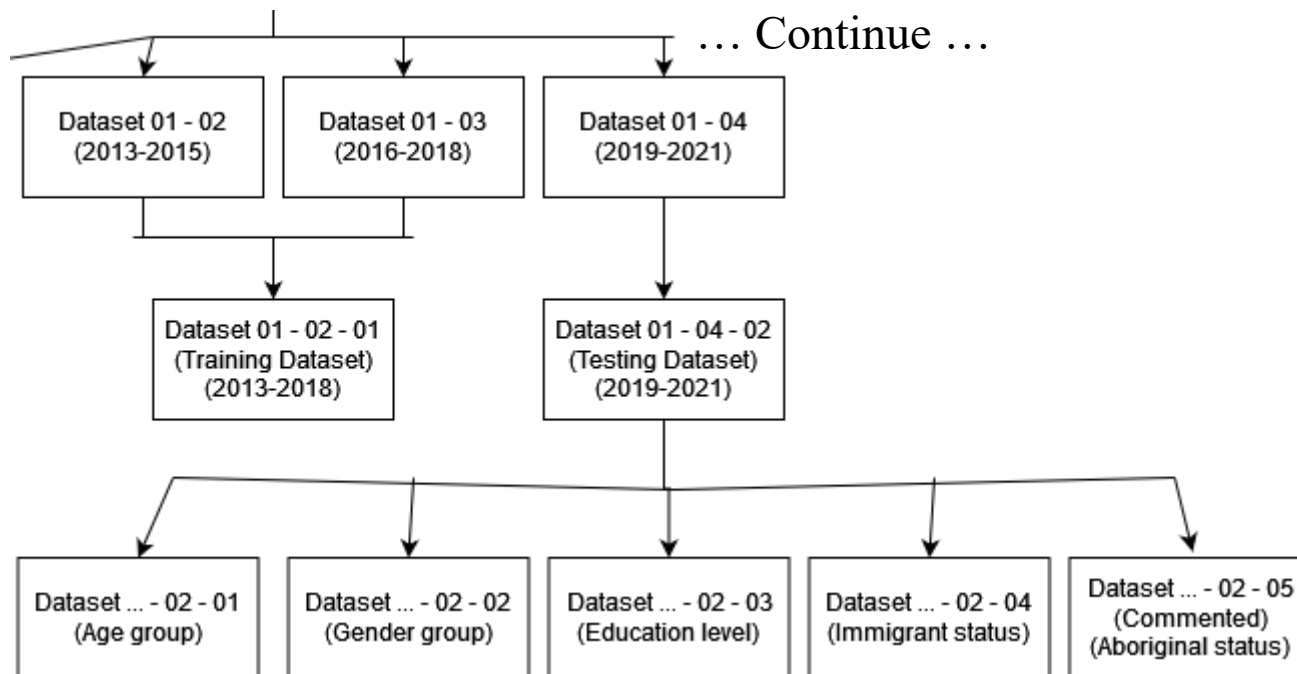 … Continue …
Dataset 01 - 02
(2013-2015)
Dataset 01 - 03
(2016-2018)
Dataset 01 - 04
(2019-2021)
Dataset 01 - 02 - 01
(Training Dataset)
(2013-2018)
Dataset 01 - 04 - 02
(Testing Dataset)
(2019-2021)
Dataset ... - 02 - 01
(Age group)
Dataset ... - 02 - 02
(Gender group)
Dataset ... - 02 - 03
(Education level)
Dataset ... - 02 - 04
(Immigrant status)
Dataset ... - 02 - 05
(Commented)
(Aboriginal status)